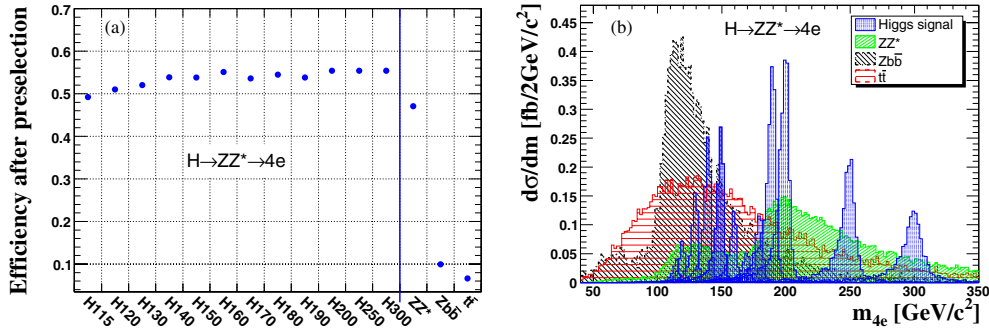 (a)
Efficiency after preselection
0.7
0.6
0.5
0.4
0.3
0.2
0.1
H→ZZ*→4e
H115 H120 H130 H140 H150 H160 H170 H180 H190 H200 H250 H300 ZZ* Zbb̄ tt̄
(b)
H→ZZ*→4e
Higgs signal
ZZ*
Zbb̄
tt̄
dσ/dm [fb/2GeV/c²]
0.45
0.4
0.35
0.3
0.25
0.2
0.15
0.1
0.05
0
50 100 150 200 250 300 350
m4e [GeV/c²]